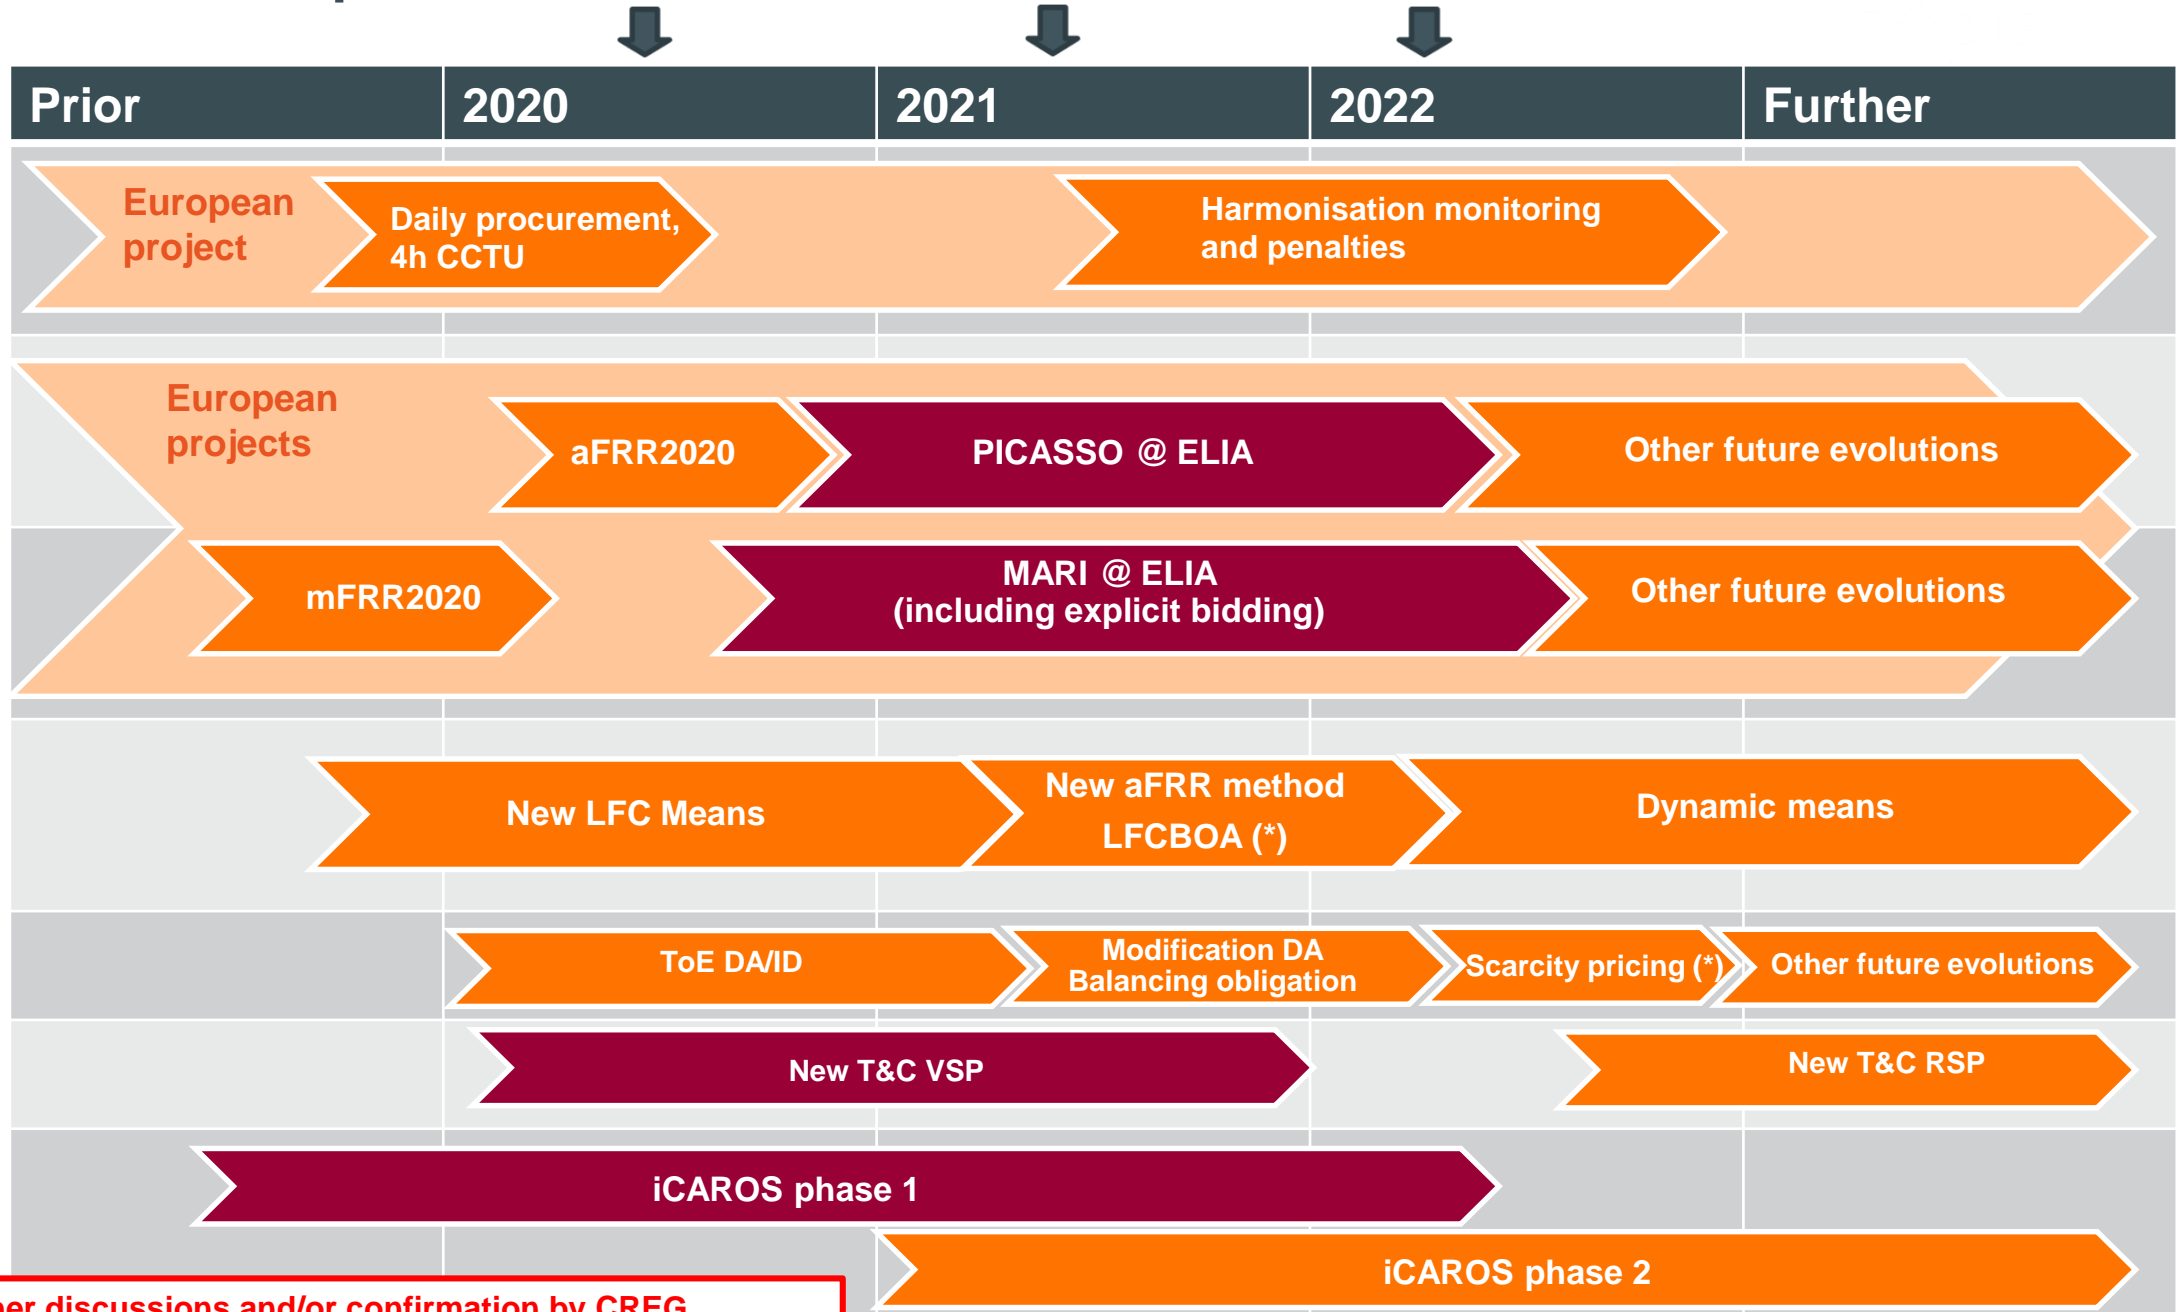 Prior 2020 2021 2022 Further
European
project
Daily procurement,
4h CCTU
Harmonisation monitoring
and penalties
European
projects
aFRR2020
PICASSO @ ELIA
Other future evolutions
mFRR2020
MARI @ ELIA
(including explicit bidding)
Other future evolutions
New LFC Means
New aFRR method
LFCBOA (*)
Dynamic means
ToE DA/ID
Modification DA
Balancing obligation
Scarcity pricing (*)
Other future evolutions
New T&C VSP
New T&C RSP
iCAROS phase 1
iCAROS phase 2
discussions and/or confirmation by CREG